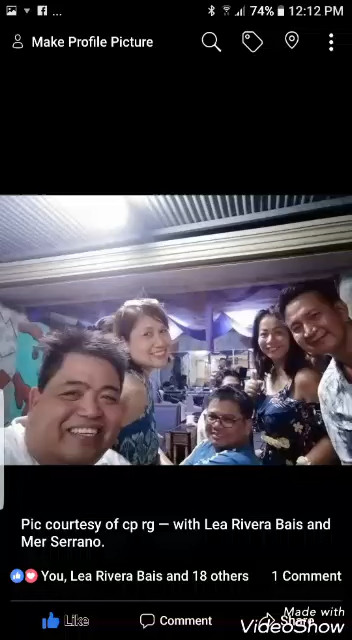 ... 74% 12:12 PM
Make Profile Picture
Pic courtesy of cp rg — with Lea Rivera Bais and
Mer Serrano.
You, Lea Rivera Bais and 18 others 1 Comment
Like Comment Share
Made with
VideoShow